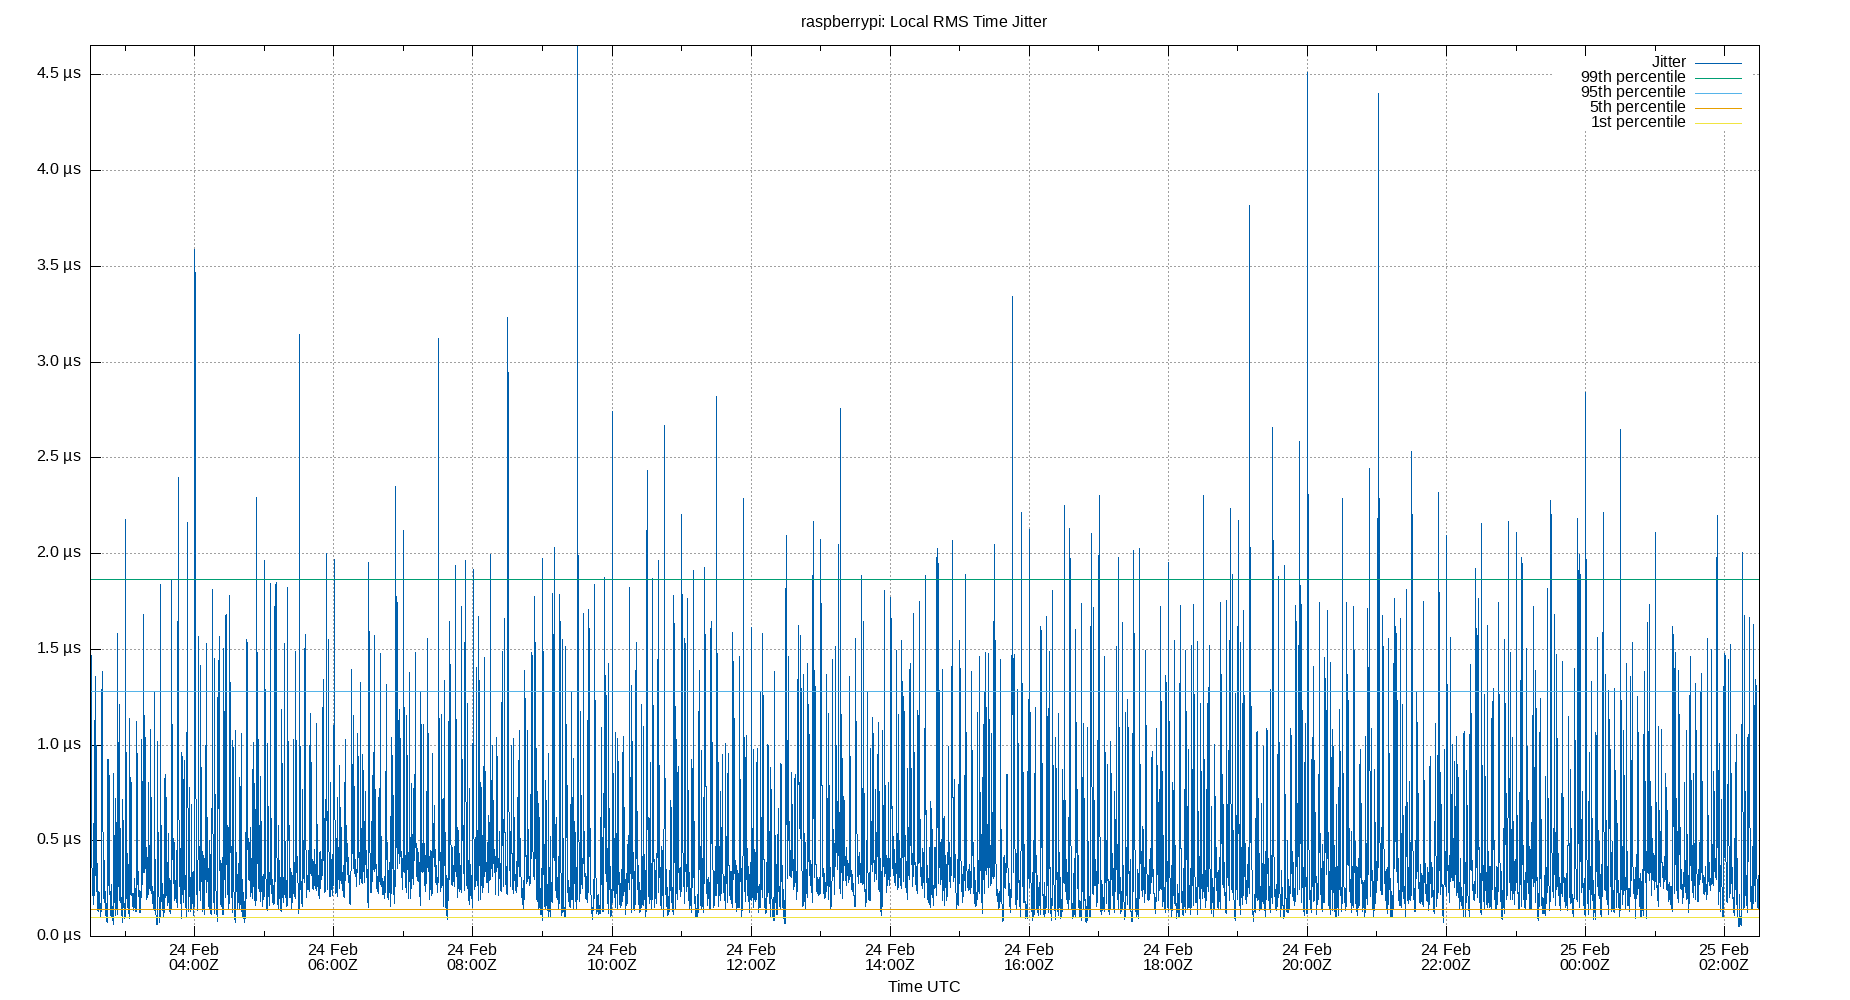 raspberrypi: Local RMS Time Jitter
4.5 µs
4.0 µs
3.5 µs
3.0 µs
2.5 µs
2.0 µs
1.5 µs
1.0 µs
0.5 µs
0.0 µs
Jitter
99th percentile
95th percentile
5th percentile
1st percentile
24 Feb 24 Feb 24 Feb 24 Feb 24 Feb 24 Feb 24 Feb 24 Feb 24 Feb 24 Feb 25 Feb 25 Feb
04:00Z 06:00Z 08:00Z 10:00Z 12:00Z 14:00Z 16:00Z 18:00Z 20:00Z 22:00Z 00:00Z 02:00Z
Time UTC